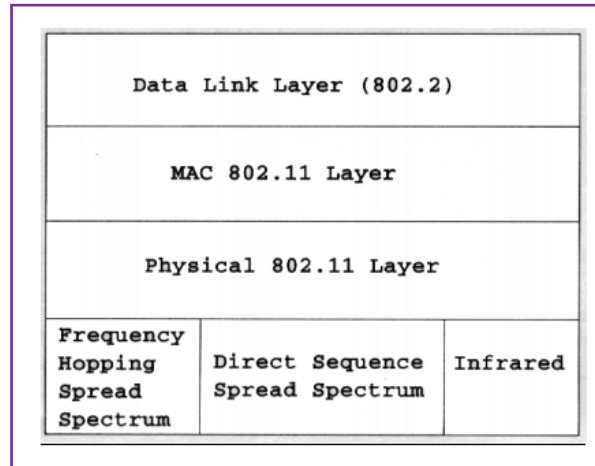 Data Link Layer (802.2)
MAC 802.11 Layer
Physical 802.11 Layer
Frequency
Hopping
Spread
Spectrum
Direct Sequence
Spread Spectrum
Infrared